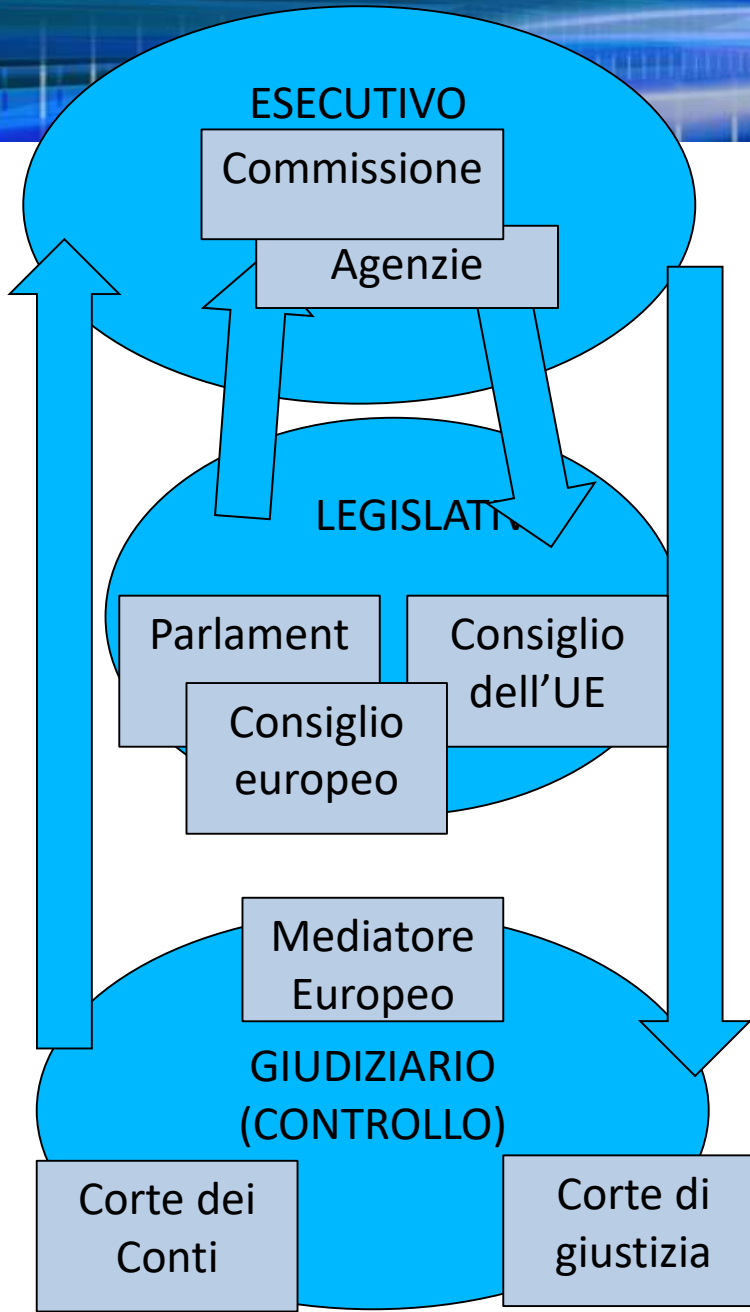 ESECUTIVO
Commissione
Agenzie
LEGISLATIV
Parlament
Consiglio
dell’UE
Consiglio
europeo
Mediatore
Europeo
GIUDIZIARIO
(CONTROLLO)
Corte dei
Conti
Corte di
giustizia